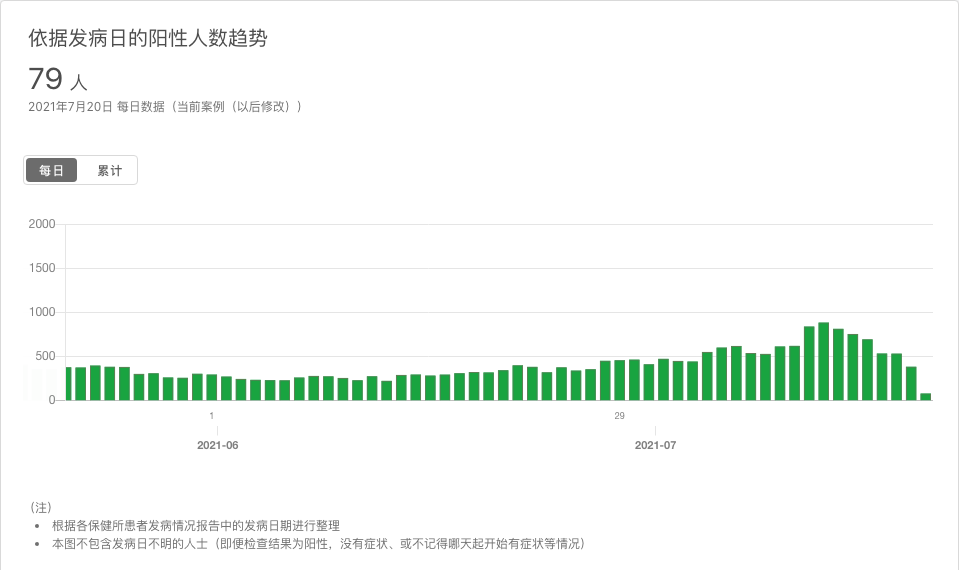 依据发病日的阳性人数趋势
79 人
2021年7月20日 每日数据（当前案例（以后修改））
每日 累计
2000
1500
1000
500
0
1 29
2021-06 2021-07
（注）
• 根据各保健所患者发病情况报告中的发病日期进行整理
• 本图不包含发病日不明的人士（即便检查结果为阳性，没有症状、或不记得哪天起开始有症状等情况）